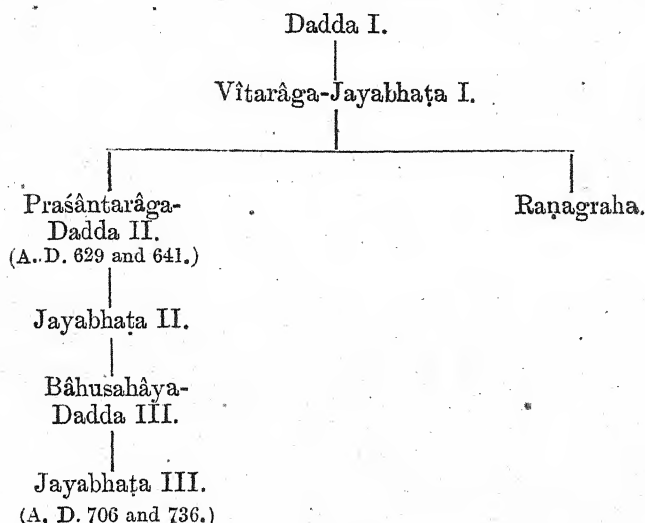 Dadda I.
Vîtarâga-Jayabhaṭa I.
Praśântarâga-
Dadda II.
(A. D. 629 and 641.)
Raṇagraha.
Jayabhaṭa II.
Bâhusahâya-
Dadda III.
Jayabhaṭa III.
(A. D. 706 and 736.)